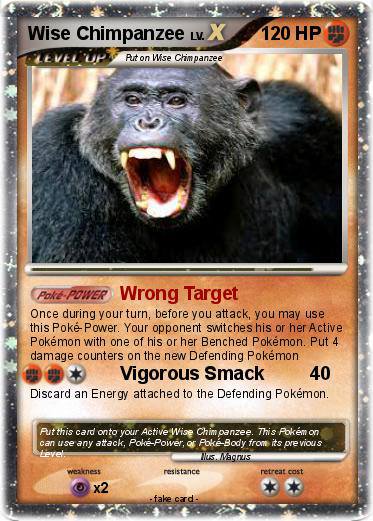 Wise Chimpanzee LV. X 120 HP
LEVEL-UP Put on Wise Chimpanzee
Poké-POWER Wrong Target
Once during your turn, before you attack, you may use
this Poké-Power. Your opponent switches his or her Active
Pokémon with one of his or her Benched Pokémon. Put 4
damage counters on the new Defending Pokémon
Vigorous Smack 40
Discard an Energy attached to the Defending Pokémon.
Put this card onto your Active Wise Chimpanzee. This Pokémon
can use any attack, Poké-Power, or Poké-Body from its previous
Level.
Illus. Magnus
weakness resistance retreat cost
x2
- fake card -